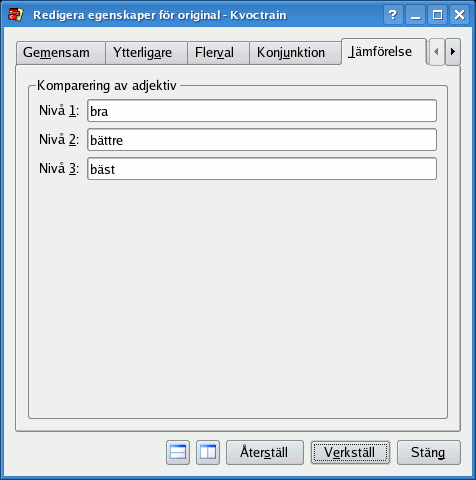 Redigera egenskaper för original - Kvoctrain
Gemensam Ytterligare Flerval Konjunktion Jämförelse
Komparering av adjektiv
Nivå 1: bra
Nivå 2: bättre
Nivå 3: bäst
Återställ Verkställ Stäng